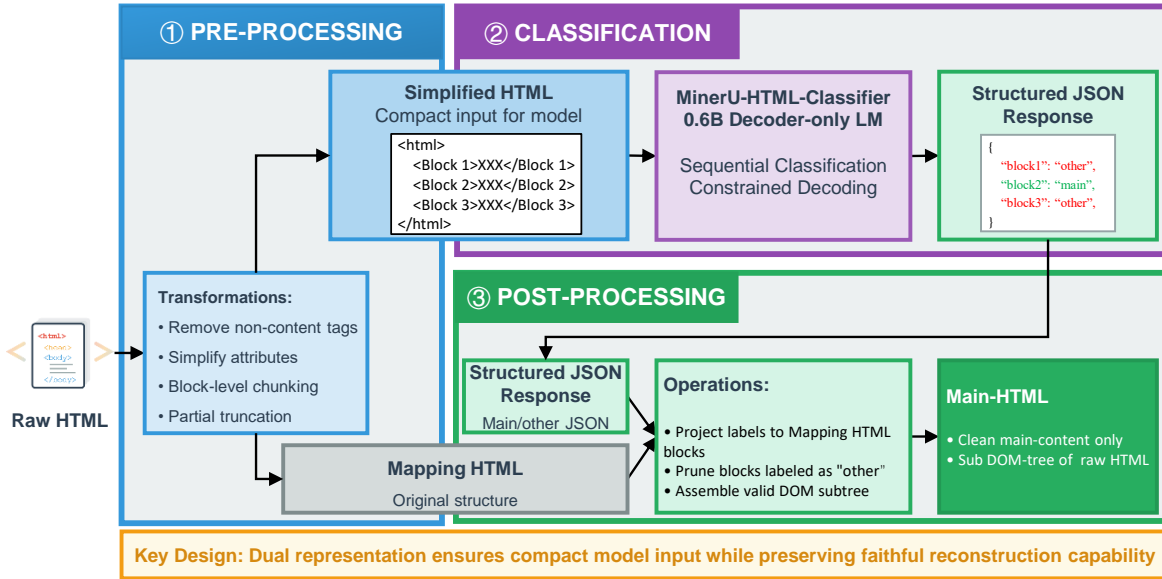 ① PRE-PROCESSING
② CLASSIFICATION
Simplified HTML
Compact input for model
<html>
<Block 1>XXX</Block 1>
<Block 2>XXX</Block 2>
<Block 3>XXX</Block 3>
</html>
MinerU-HTML-Classifier
0.6B Decoder-only LM
Sequential Classification
Constrained Decoding
Structured JSON
Response
{
“block1”: “other”,
“block2”: “main”,
“block3”: “other”,
}
<html>
<head>
<body>
</body>
Raw HTML
Transformations:
• Remove non-content tags
• Simplify attributes
• Block-level chunking
• Partial truncation
Mapping HTML
Original structure
③ POST-PROCESSING
Structured JSON
Response
Main/other JSON
Operations:
• Project labels to Mapping HTML
blocks
• Prune blocks labeled as "other"
• Assemble valid DOM subtree
Main-HTML
• Clean main-content only
• Sub DOM-tree of raw HTML
Key Design: Dual representation ensures compact model input while preserving faithful reconstruction capability